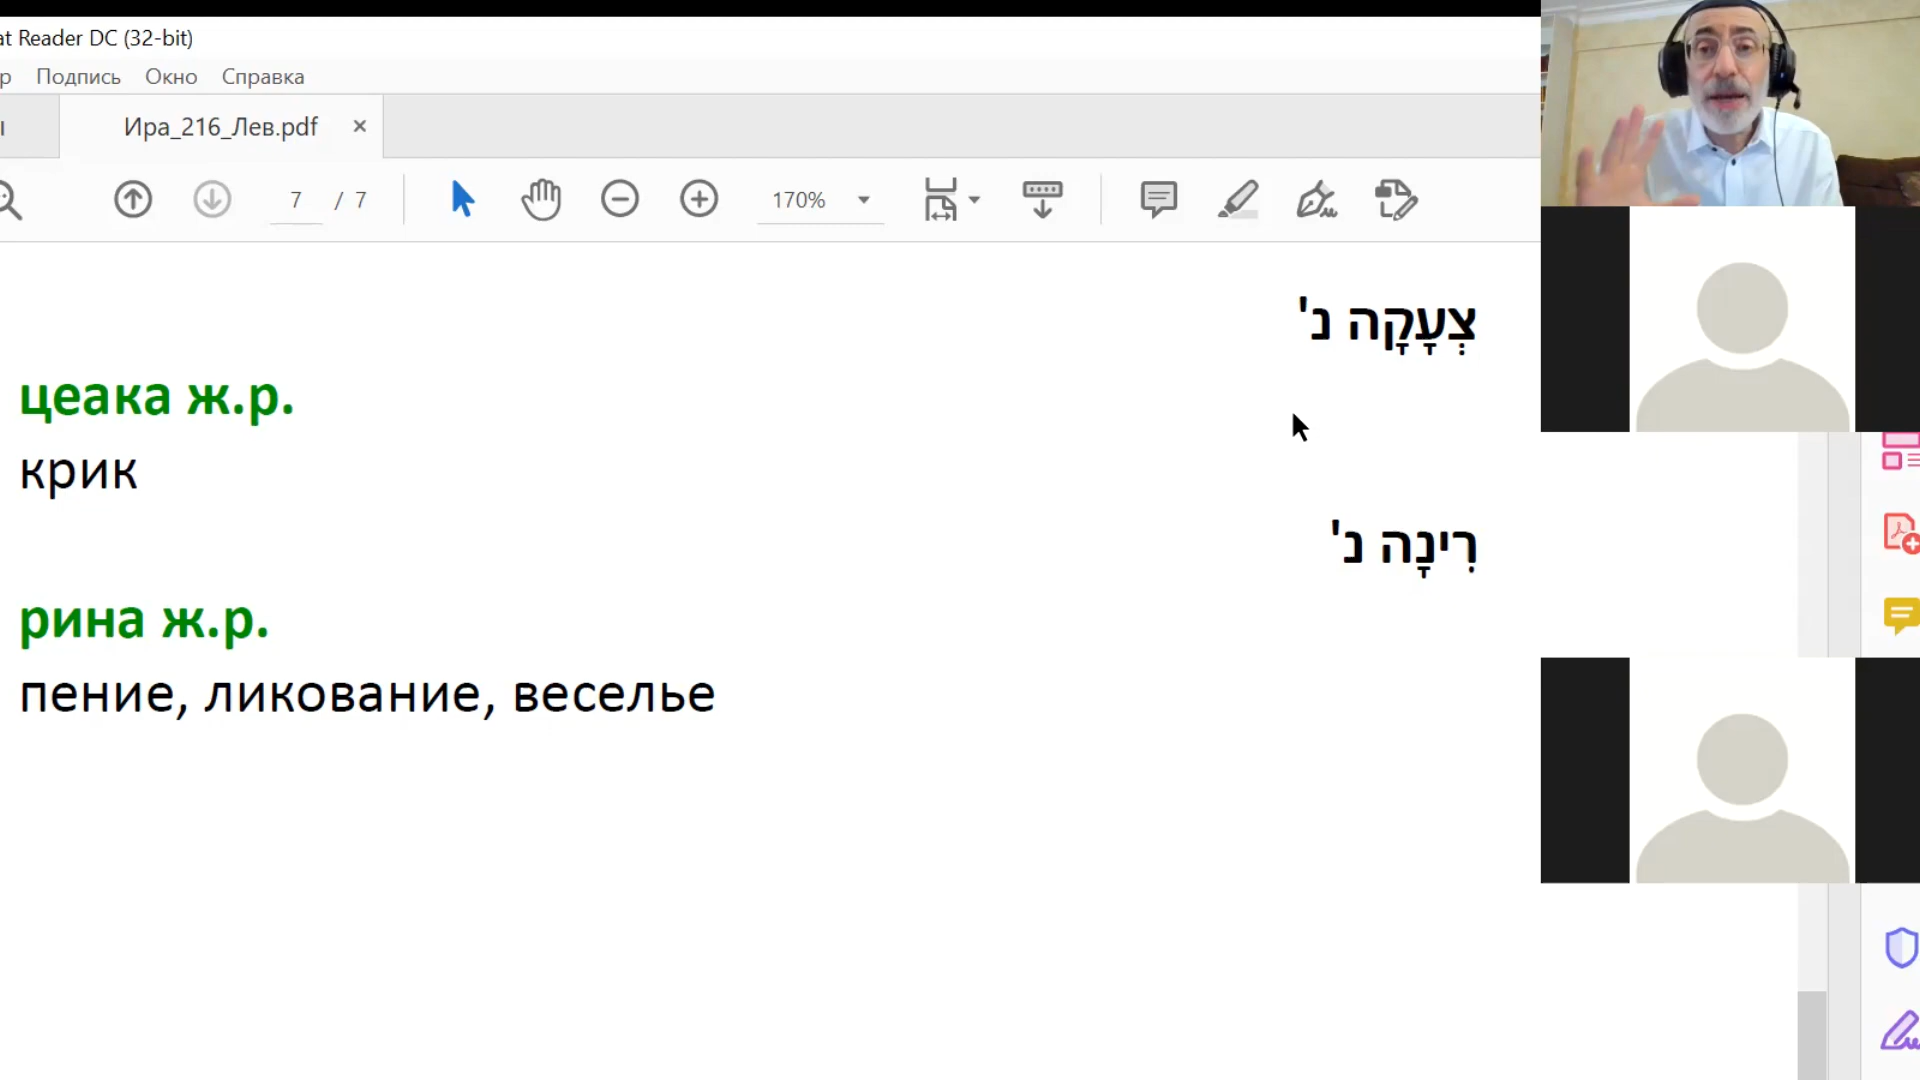 at Reader DC (32-bit)
р Подпись Окно Справка
ы Ира_216_Лев.pdf
7 / 7 170%
צְעָקָה נ'
цеака ж.р.
крик
רִינָה נ'
рина ж.р.
пение, ликование, веселье